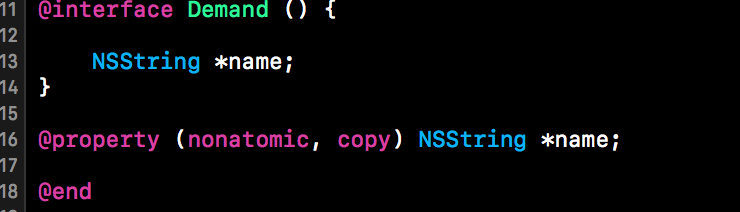 11 @interface Demand () {
12
13     NSString *name;
14 }
15
16 @property (nonatomic, copy) NSString *name;
17
18 @end